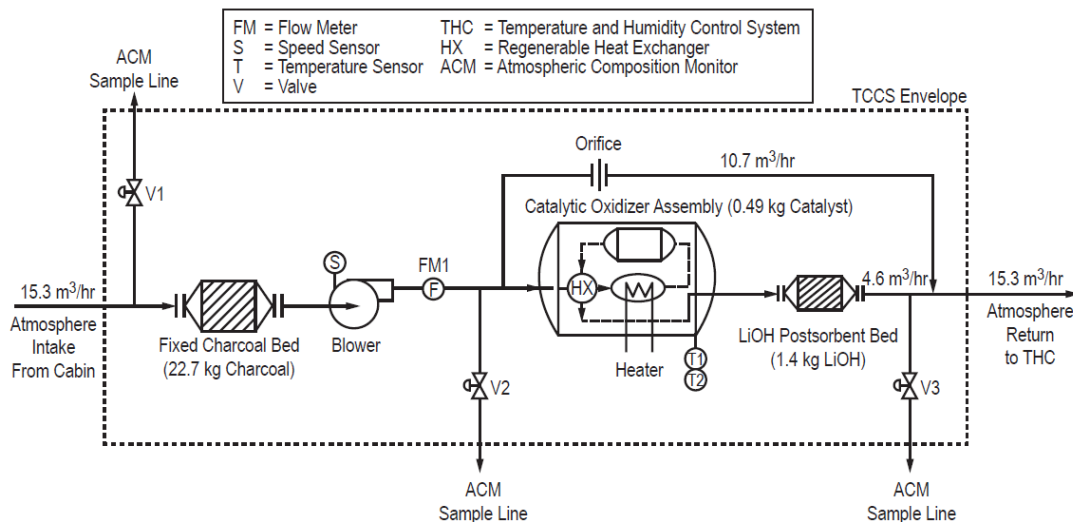 FM = Flow Meter
S = Speed Sensor
T = Temperature Sensor
V = Valve
THC = Temperature and Humidity Control System
HX = Regenerable Heat Exchanger
ACM = Atmospheric Composition Monitor
ACM
Sample Line
TCCS Envelope
Orifice
10.7 m³/hr
V1
Catalytic Oxidizer Assembly (0.49 kg Catalyst)
S
FM1
F
15.3 m³/hr
HX
4.6 m³/hr
15.3 m³/hr
Atmosphere
Intake
From Cabin
Fixed Charcoal Bed
(22.7 kg Charcoal)
Blower
Heater
T1
T2
LiOH Postsorbent Bed
(1.4 kg LiOH)
Atmosphere
Return
to THC
V2
V3
ACM
Sample Line
ACM
Sample Line